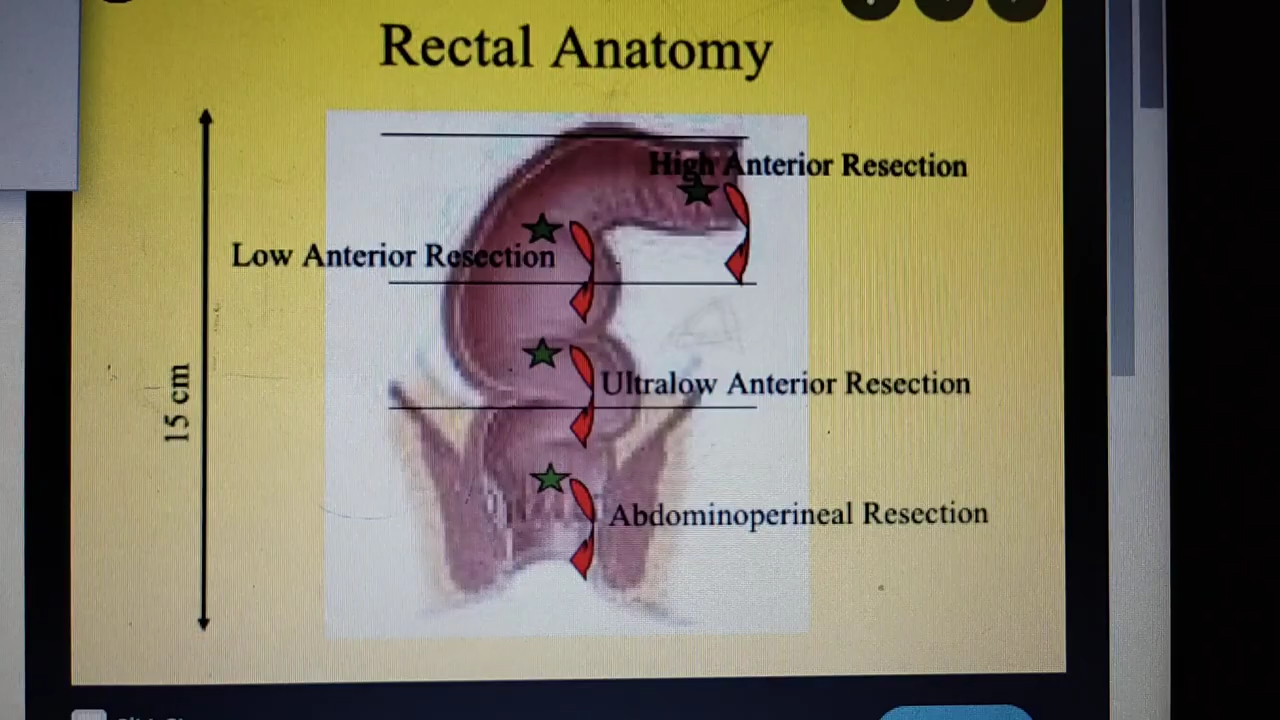 Rectal Anatomy
High Anterior Resection
Low Anterior Resection
15 cm
Ultralow Anterior Resection
Abdominoperineal Resection